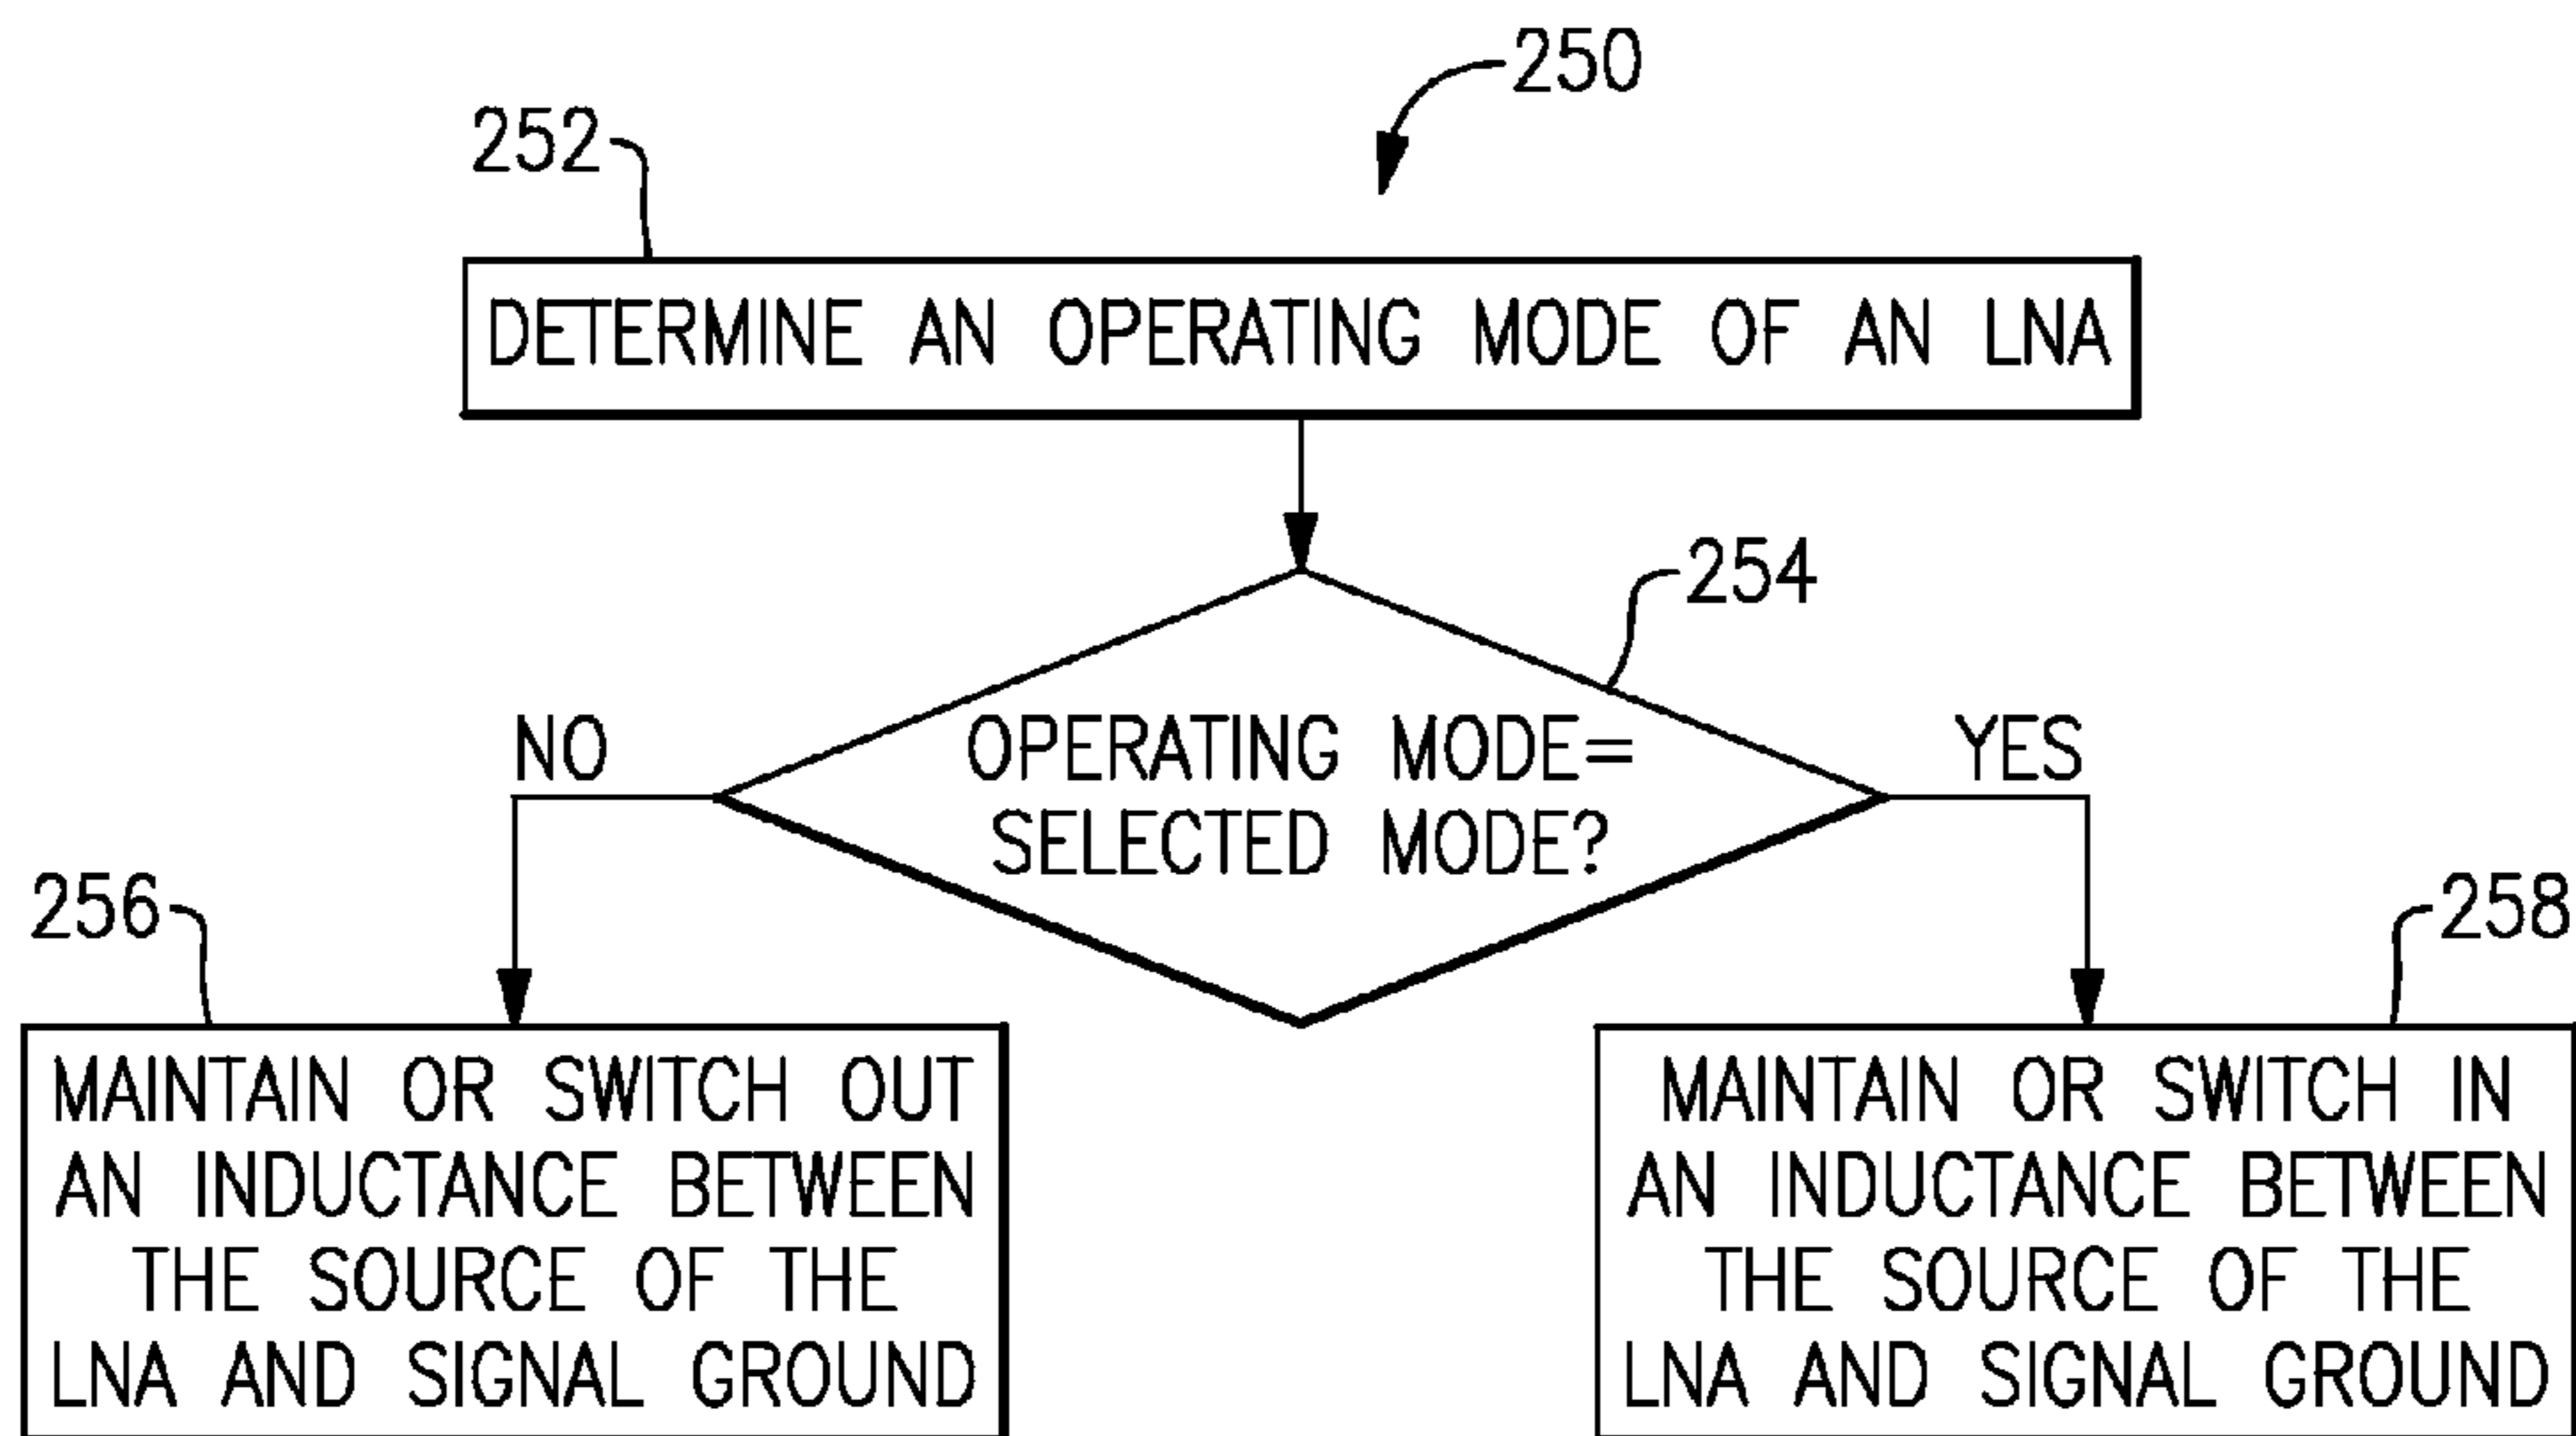 250
252
DETERMINE AN OPERATING MODE OF AN LNA
254
OPERATING MODE=
SELECTED MODE?
NO
YES
256
MAINTAIN OR SWITCH OUT
AN INDUCTANCE BETWEEN
THE SOURCE OF THE
LNA AND SIGNAL GROUND
258
MAINTAIN OR SWITCH IN
AN INDUCTANCE BETWEEN
THE SOURCE OF THE
LNA AND SIGNAL GROUND